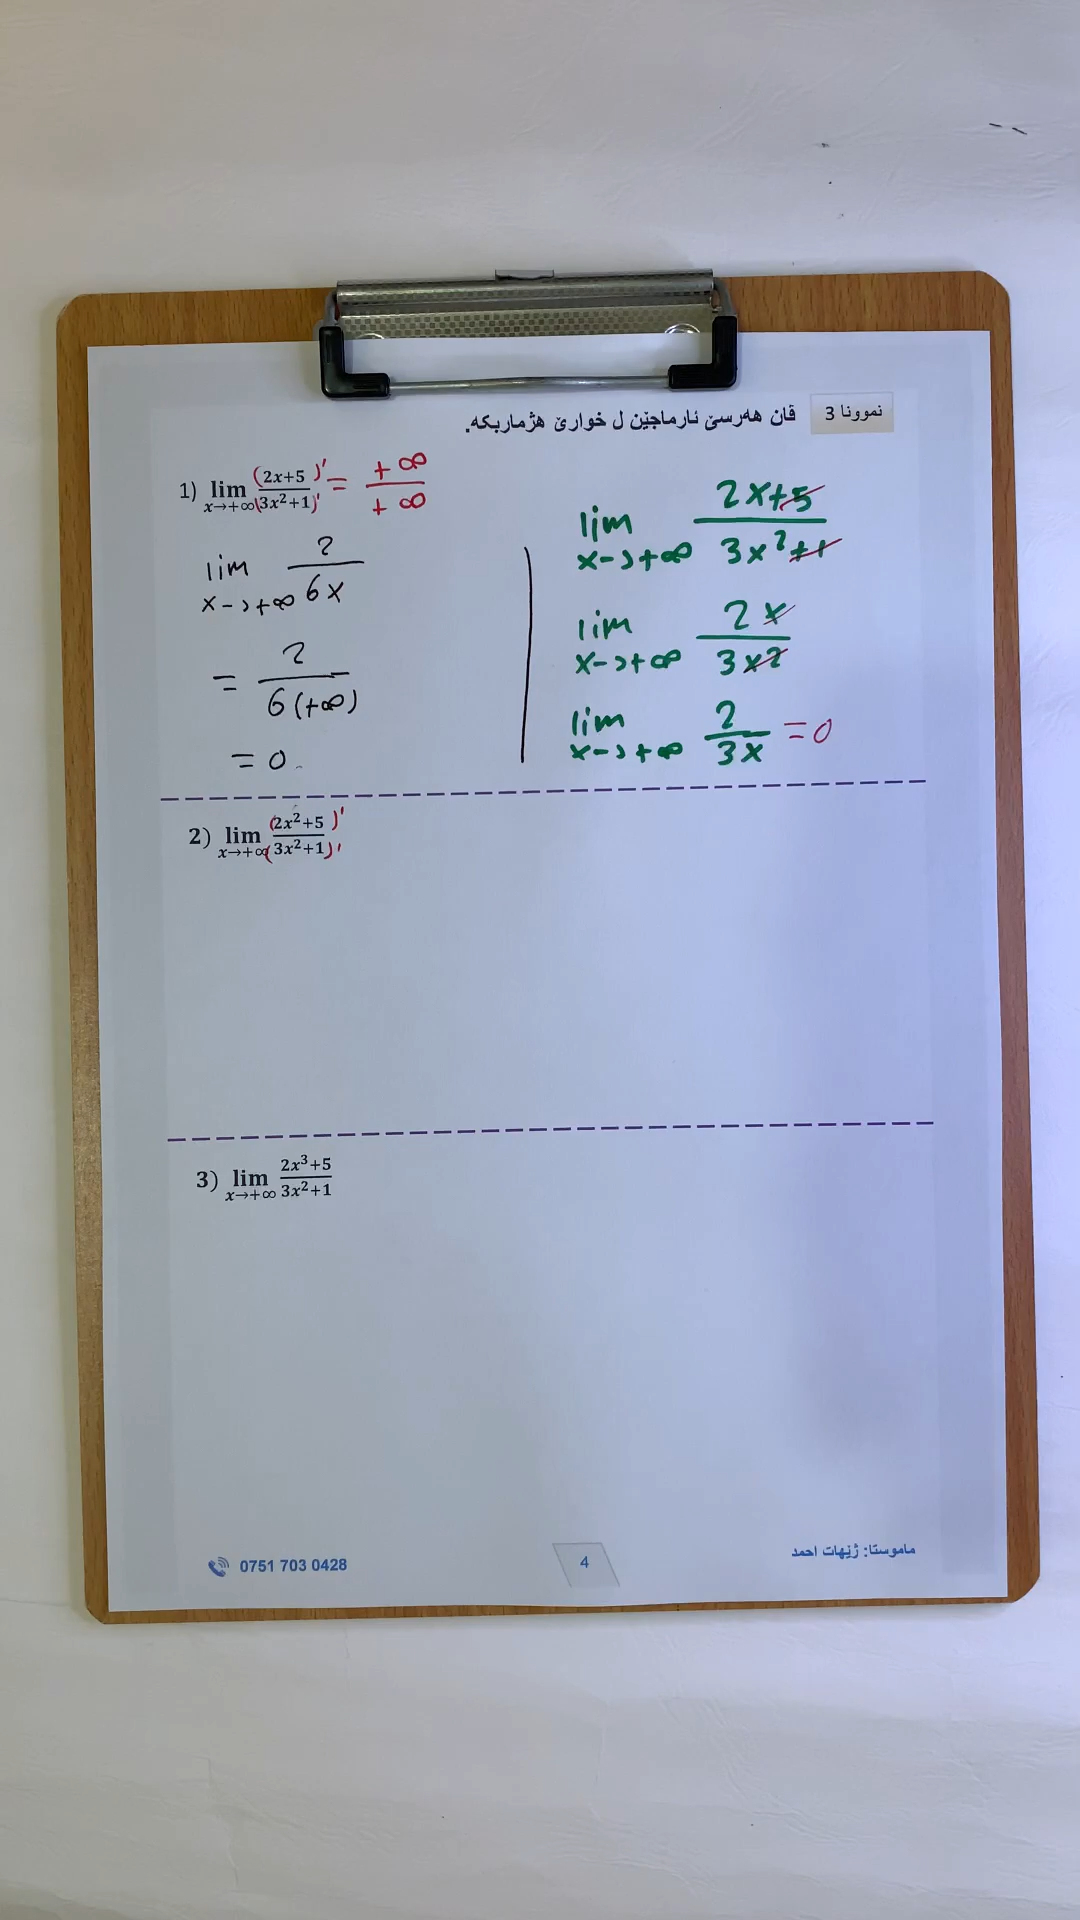 نموونا 3 ڤان هەرسێ ئارماجێن ل خوارێ هژماربکە.
1) lim x→+∞ (2x+5)' / (3x²+1)' = +∞ / +∞
lim x→+∞ 2 / 6x
= 2 / 6(+∞)
= 0
lim x→+∞ 2x+5 / 3x²+1
lim x→+∞ 2x / 3x²
lim x→+∞ 2 / 3x = 0
2) lim x→+∞ (2x²+5)' / (3x²+1)'
3) lim x→+∞ 2x³+5 / 3x²+1
0751 703 0428
4
ماموستا: ژێهات احمد